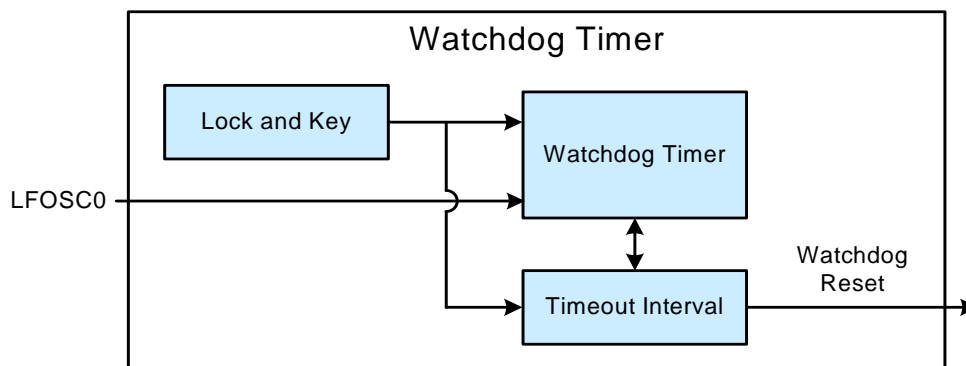 Watchdog Timer
Lock and Key
Watchdog Timer
LFOSC0
Watchdog
Reset
Timeout Interval